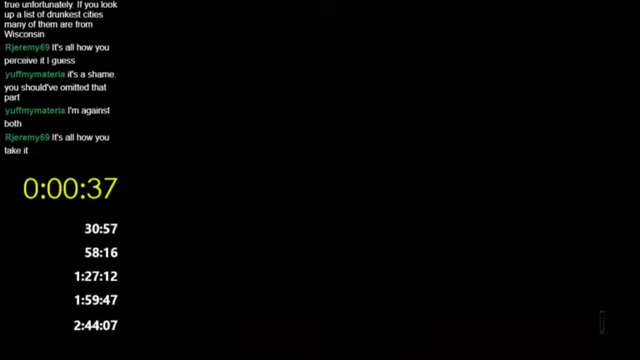 true unfortunately. If you look
up a list of drunkest cities
many of them are from
Wisconsin
Rjeremy69 It's all how you
perceive it I guess
yuffmymateria it's a shame.
you should've omitted that
part
yuffmymateria I'm against
both
Rjeremy69 It's all how you
take it
0:00:37
30:57
58:16
1:27:12
1:59:47
2:44:07